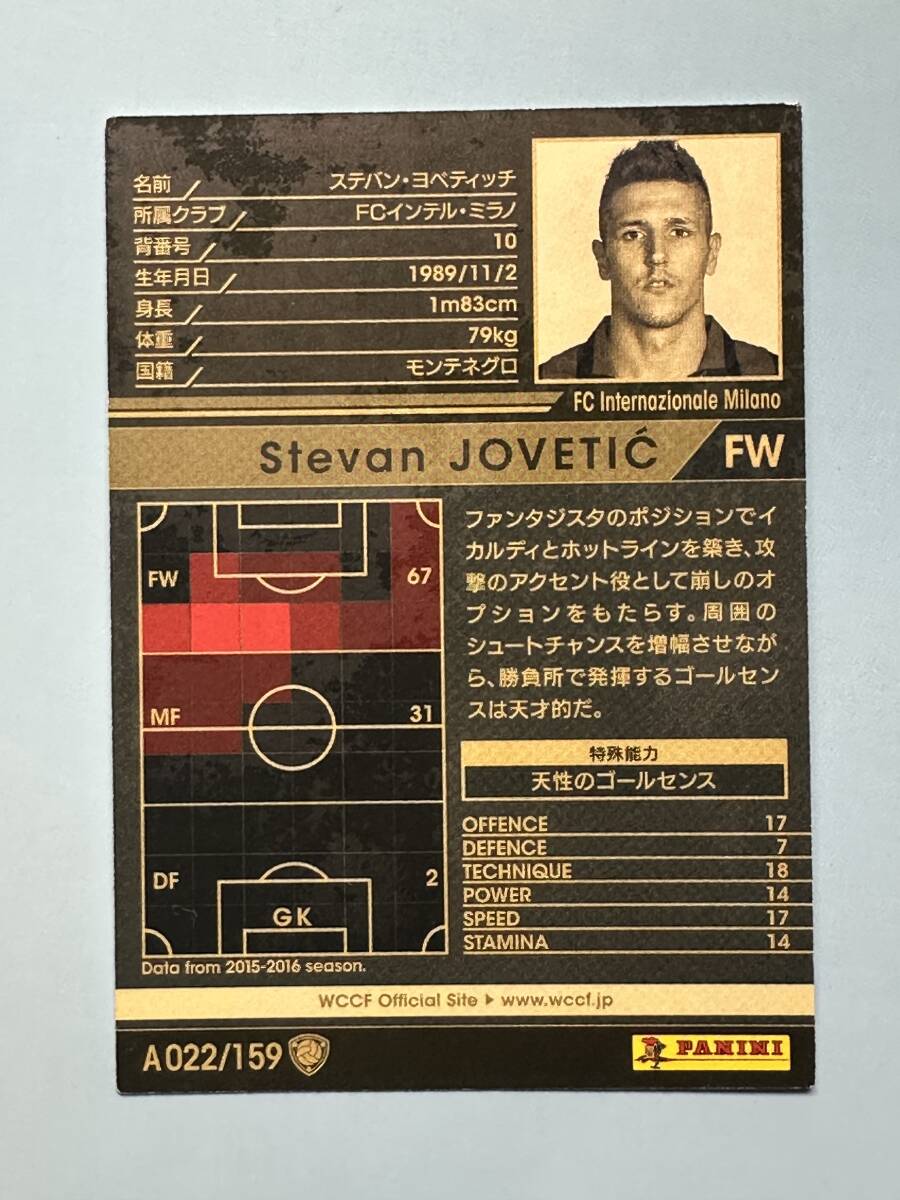 名前 ステバン・ヨベティッチ
所属クラブ FCインテル・ミラノ
背番号 10
生年月日 1989/11/2
身長 1m83cm
体重 79kg
国籍 モンテネグロ
FC Internazionale Milano
Stevan JOVETIĆ FW
FW 67
MF 31
DF 2
GK
Data from 2015-2016 season.
ファンタジスタのポジションでイ
カルディとホットラインを築き、攻
撃のアクセント役として崩しのオ
プションをもたらす。周囲の
シュートチャンスを増幅させなが
ら、勝負所で発揮するゴールセン
スは天才的だ。
特殊能力
天性のゴールセンス
OFFENCE 17
DEFENCE 7
TECHNIQUE 18
POWER 14
SPEED 17
STAMINA 14
WCCF Official Site ▶ www.wccf.jp
A022/159
PANINI